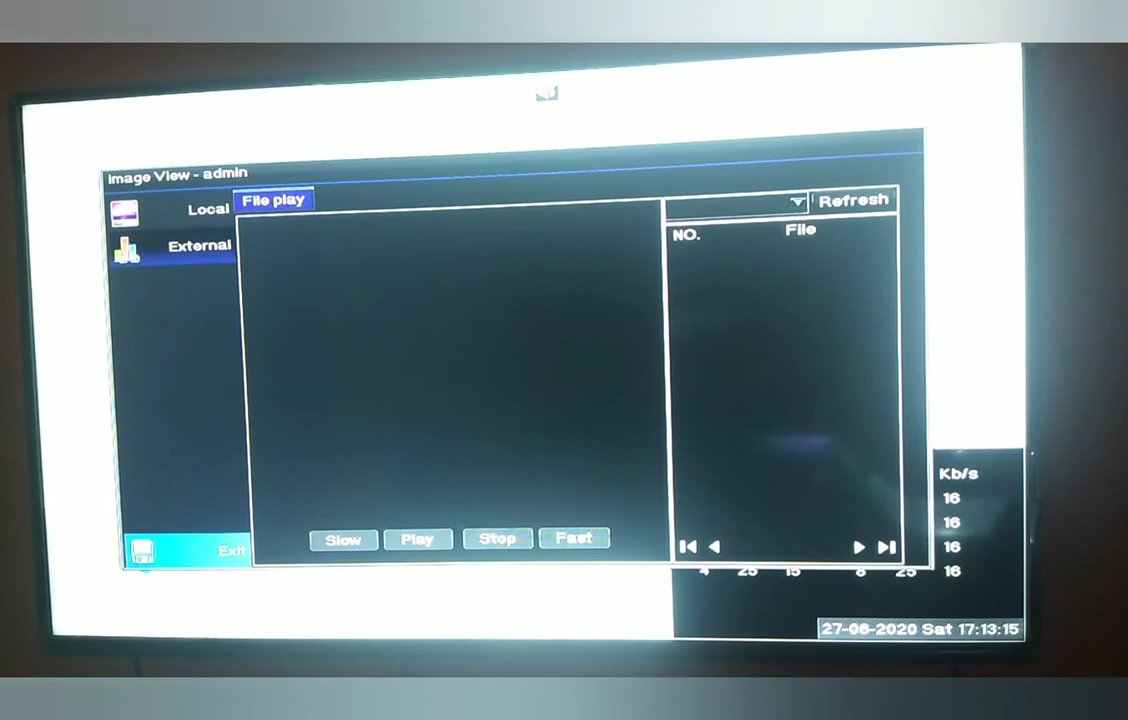 Image View - admin
Local
File play
Refresh
External
NO.
File
Kb/s
16
16
16
Slow
Play
Stop
Fast
Exit
4 25 15 8 25 16
27-06-2020 Sat 17:13:15